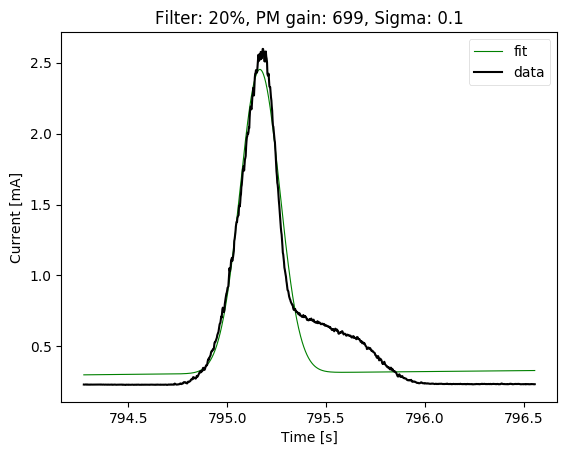 Filter: 20%, PM gain: 699, Sigma: 0.1
fit
data
2.5
2.0
1.5
1.0
0.5
Current [mA]
794.5 795.0 795.5 796.0 796.5
Time [s]